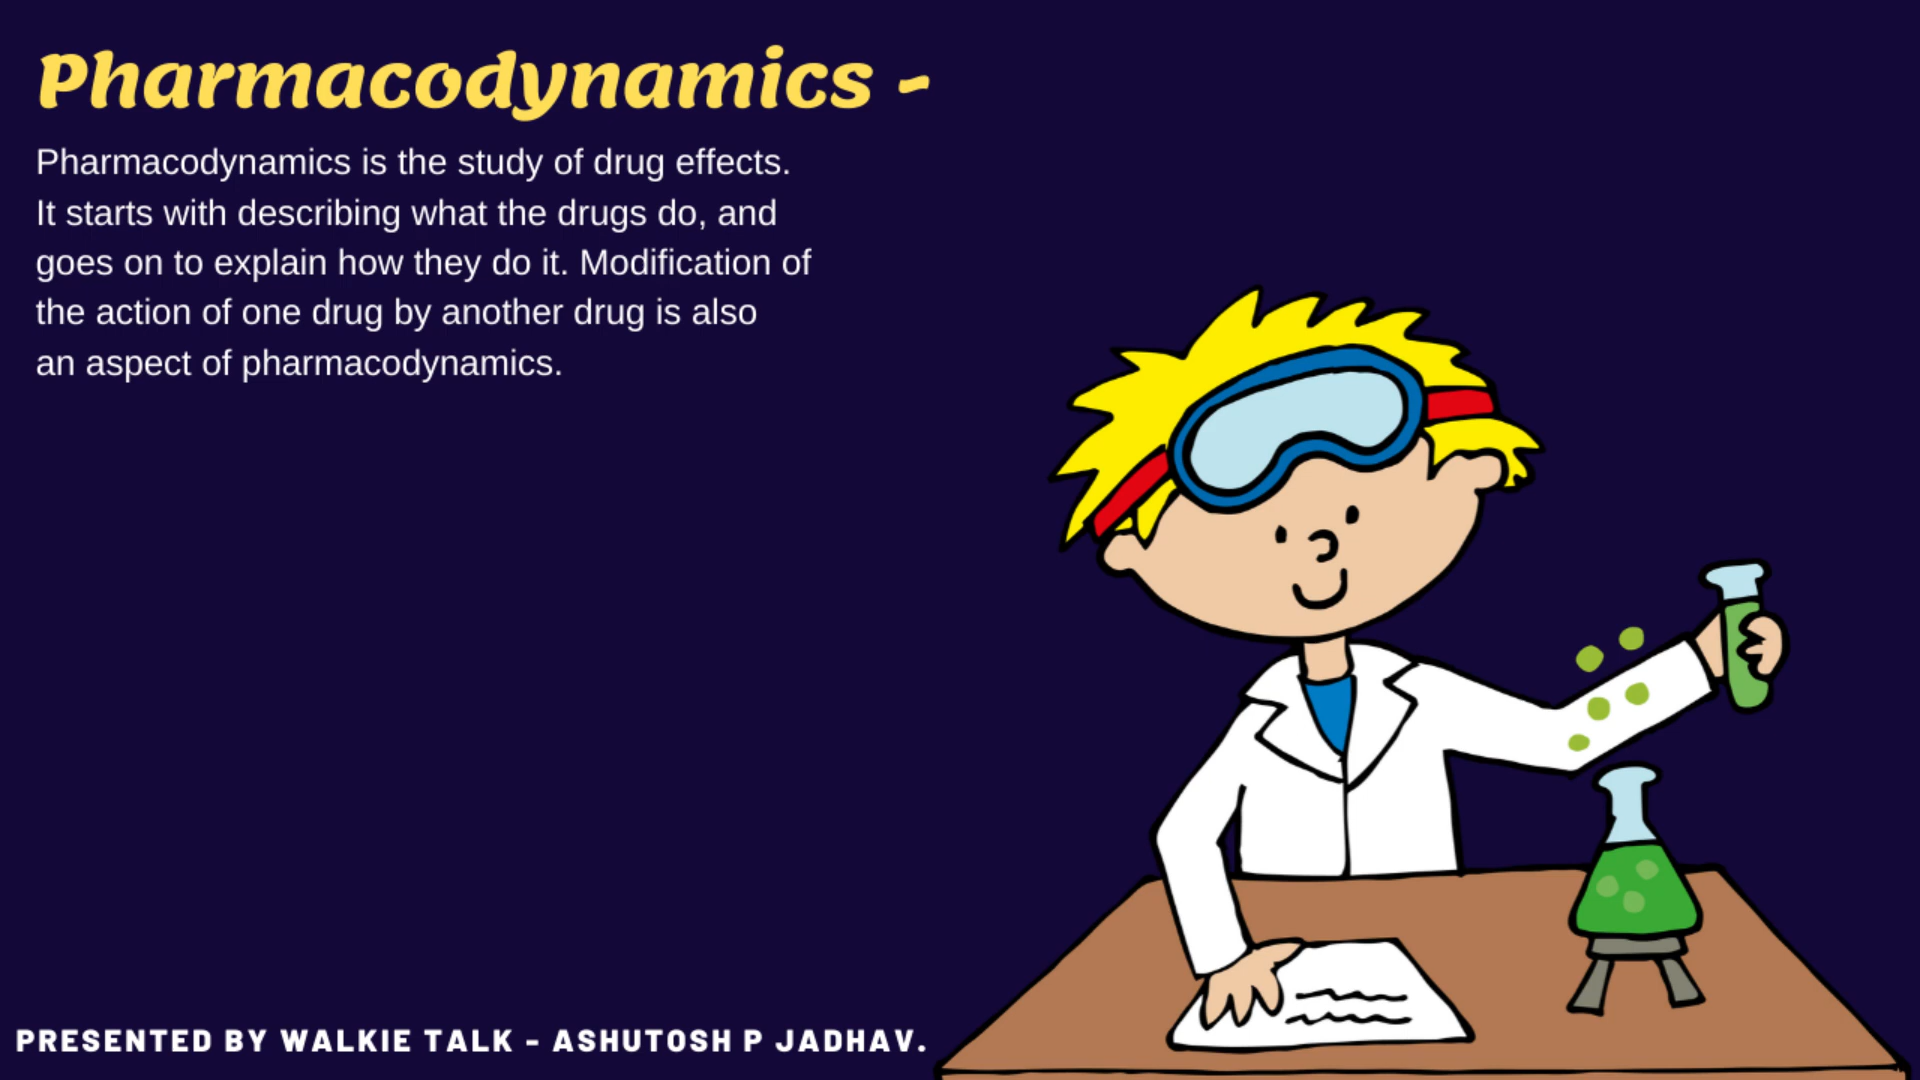 Pharmacodynamics -
Pharmacodynamics is the study of drug effects.
It starts with describing what the drugs do, and
goes on to explain how they do it. Modification of
the action of one drug by another drug is also
an aspect of pharmacodynamics.
PRESENTED BY WALKIE TALK - ASHUTOSH P JADHAV.